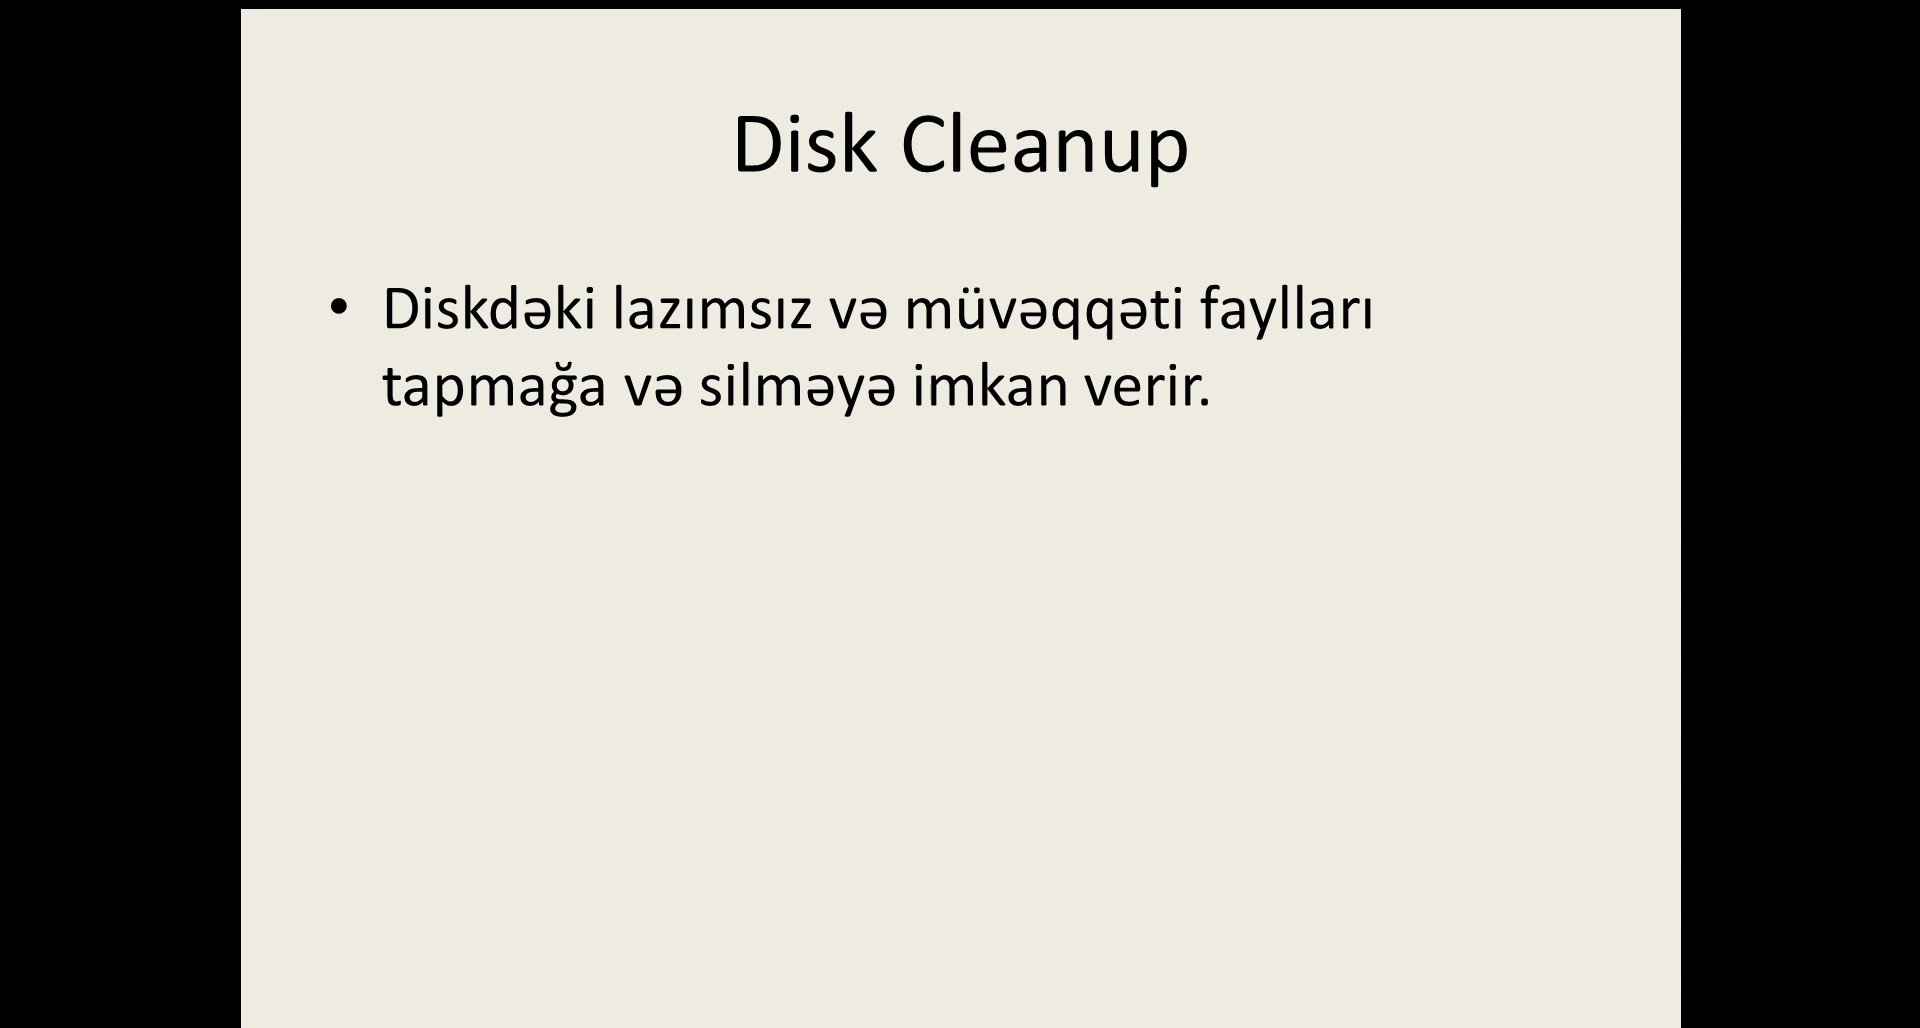 Disk Cleanup
• Diskdəki lazımsız və müvəqqəti faylları
tapmağa və silməyə imkan verir.